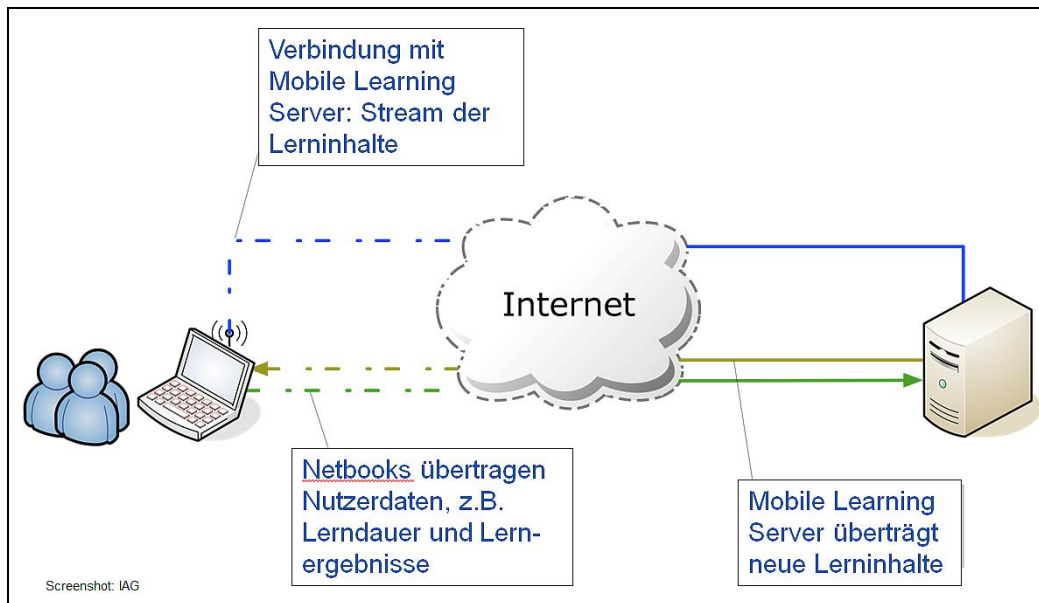 Verbindung mit
Mobile Learning
Server: Stream der
Lerninhalte
Internet
Netbooks übertragen
Nutzerdaten, z.B.
Lerndauer und Lern-
ergebnisse
Mobile Learning
Server überträgt
neue Lerninhalte
Screenshot: IAG